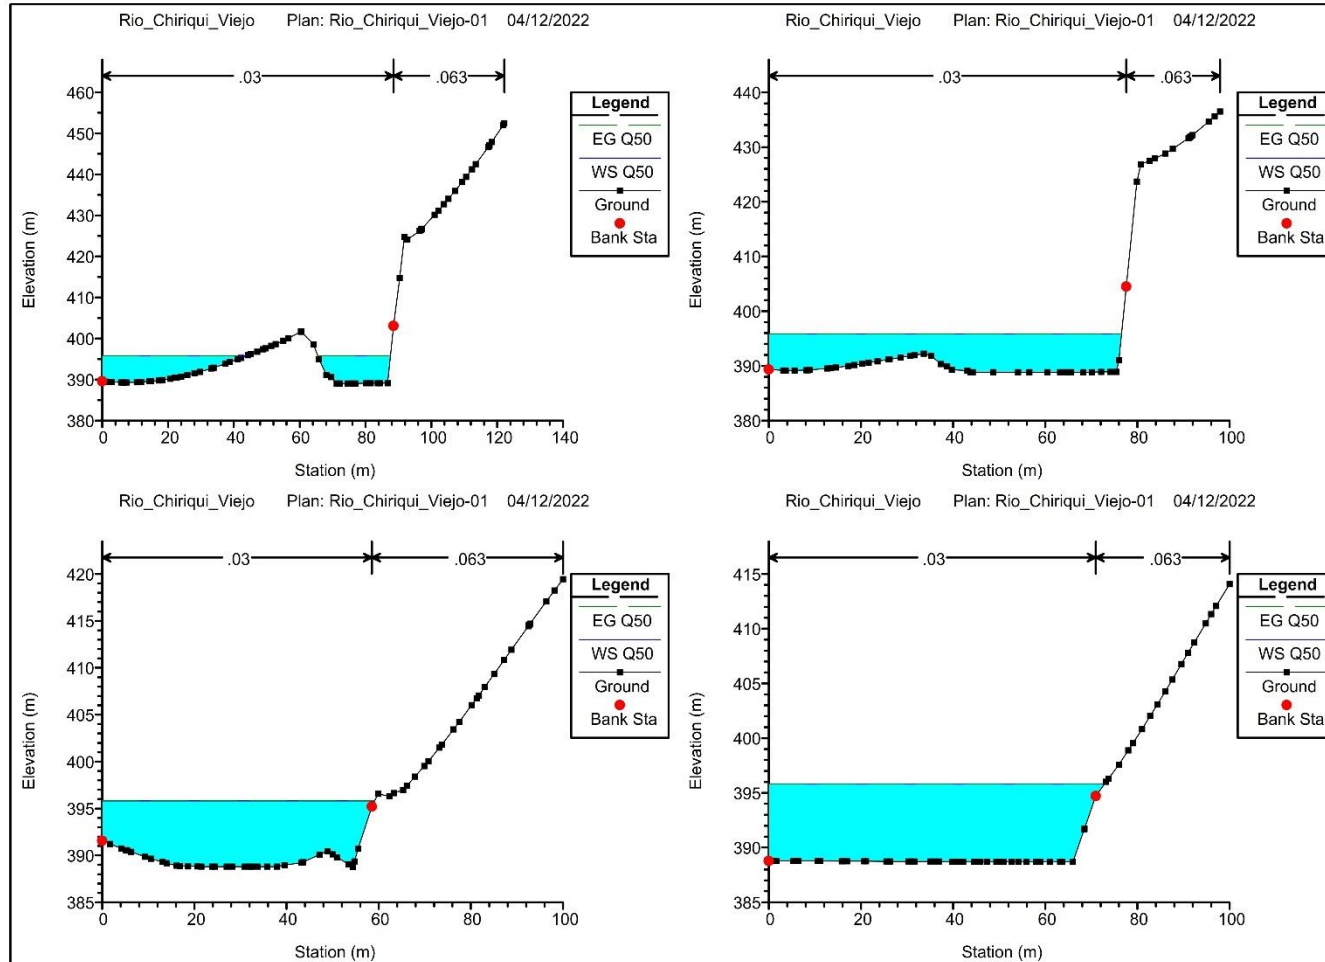 Rio_Chiriqui_Viejo Plan: Rio_Chiriqui_Viejo-01 04/12/2022
.03 .063
Elevation (m)
460
450
440
430
420
410
400
390
380
0 20 40 60 80 100 120 140
Station (m)
Legend
EG Q50
WS Q50
Ground
Bank Sta
Rio_Chiriqui_Viejo Plan: Rio_Chiriqui_Viejo-01 04/12/2022
.03 .063
Elevation (m)
440
430
420
410
400
390
380
0 20 40 60 80 100
Station (m)
Legend
EG Q50
WS Q50
Ground
Bank Sta
Rio_Chiriqui_Viejo Plan: Rio_Chiriqui_Viejo-01 04/12/2022
.03 .063
Elevation (m)
420
415
410
405
400
395
390
385
0 20 40 60 80 100
Station (m)
Legend
EG Q50
WS Q50
Ground
Bank Sta
Rio_Chiriqui_Viejo Plan: Rio_Chiriqui_Viejo-01 04/12/2022
.03 .063
Elevation (m)
415
410
405
400
395
390
385
0 20 40 60 80 100
Station (m)
Legend
EG Q50
WS Q50
Ground
Bank Sta